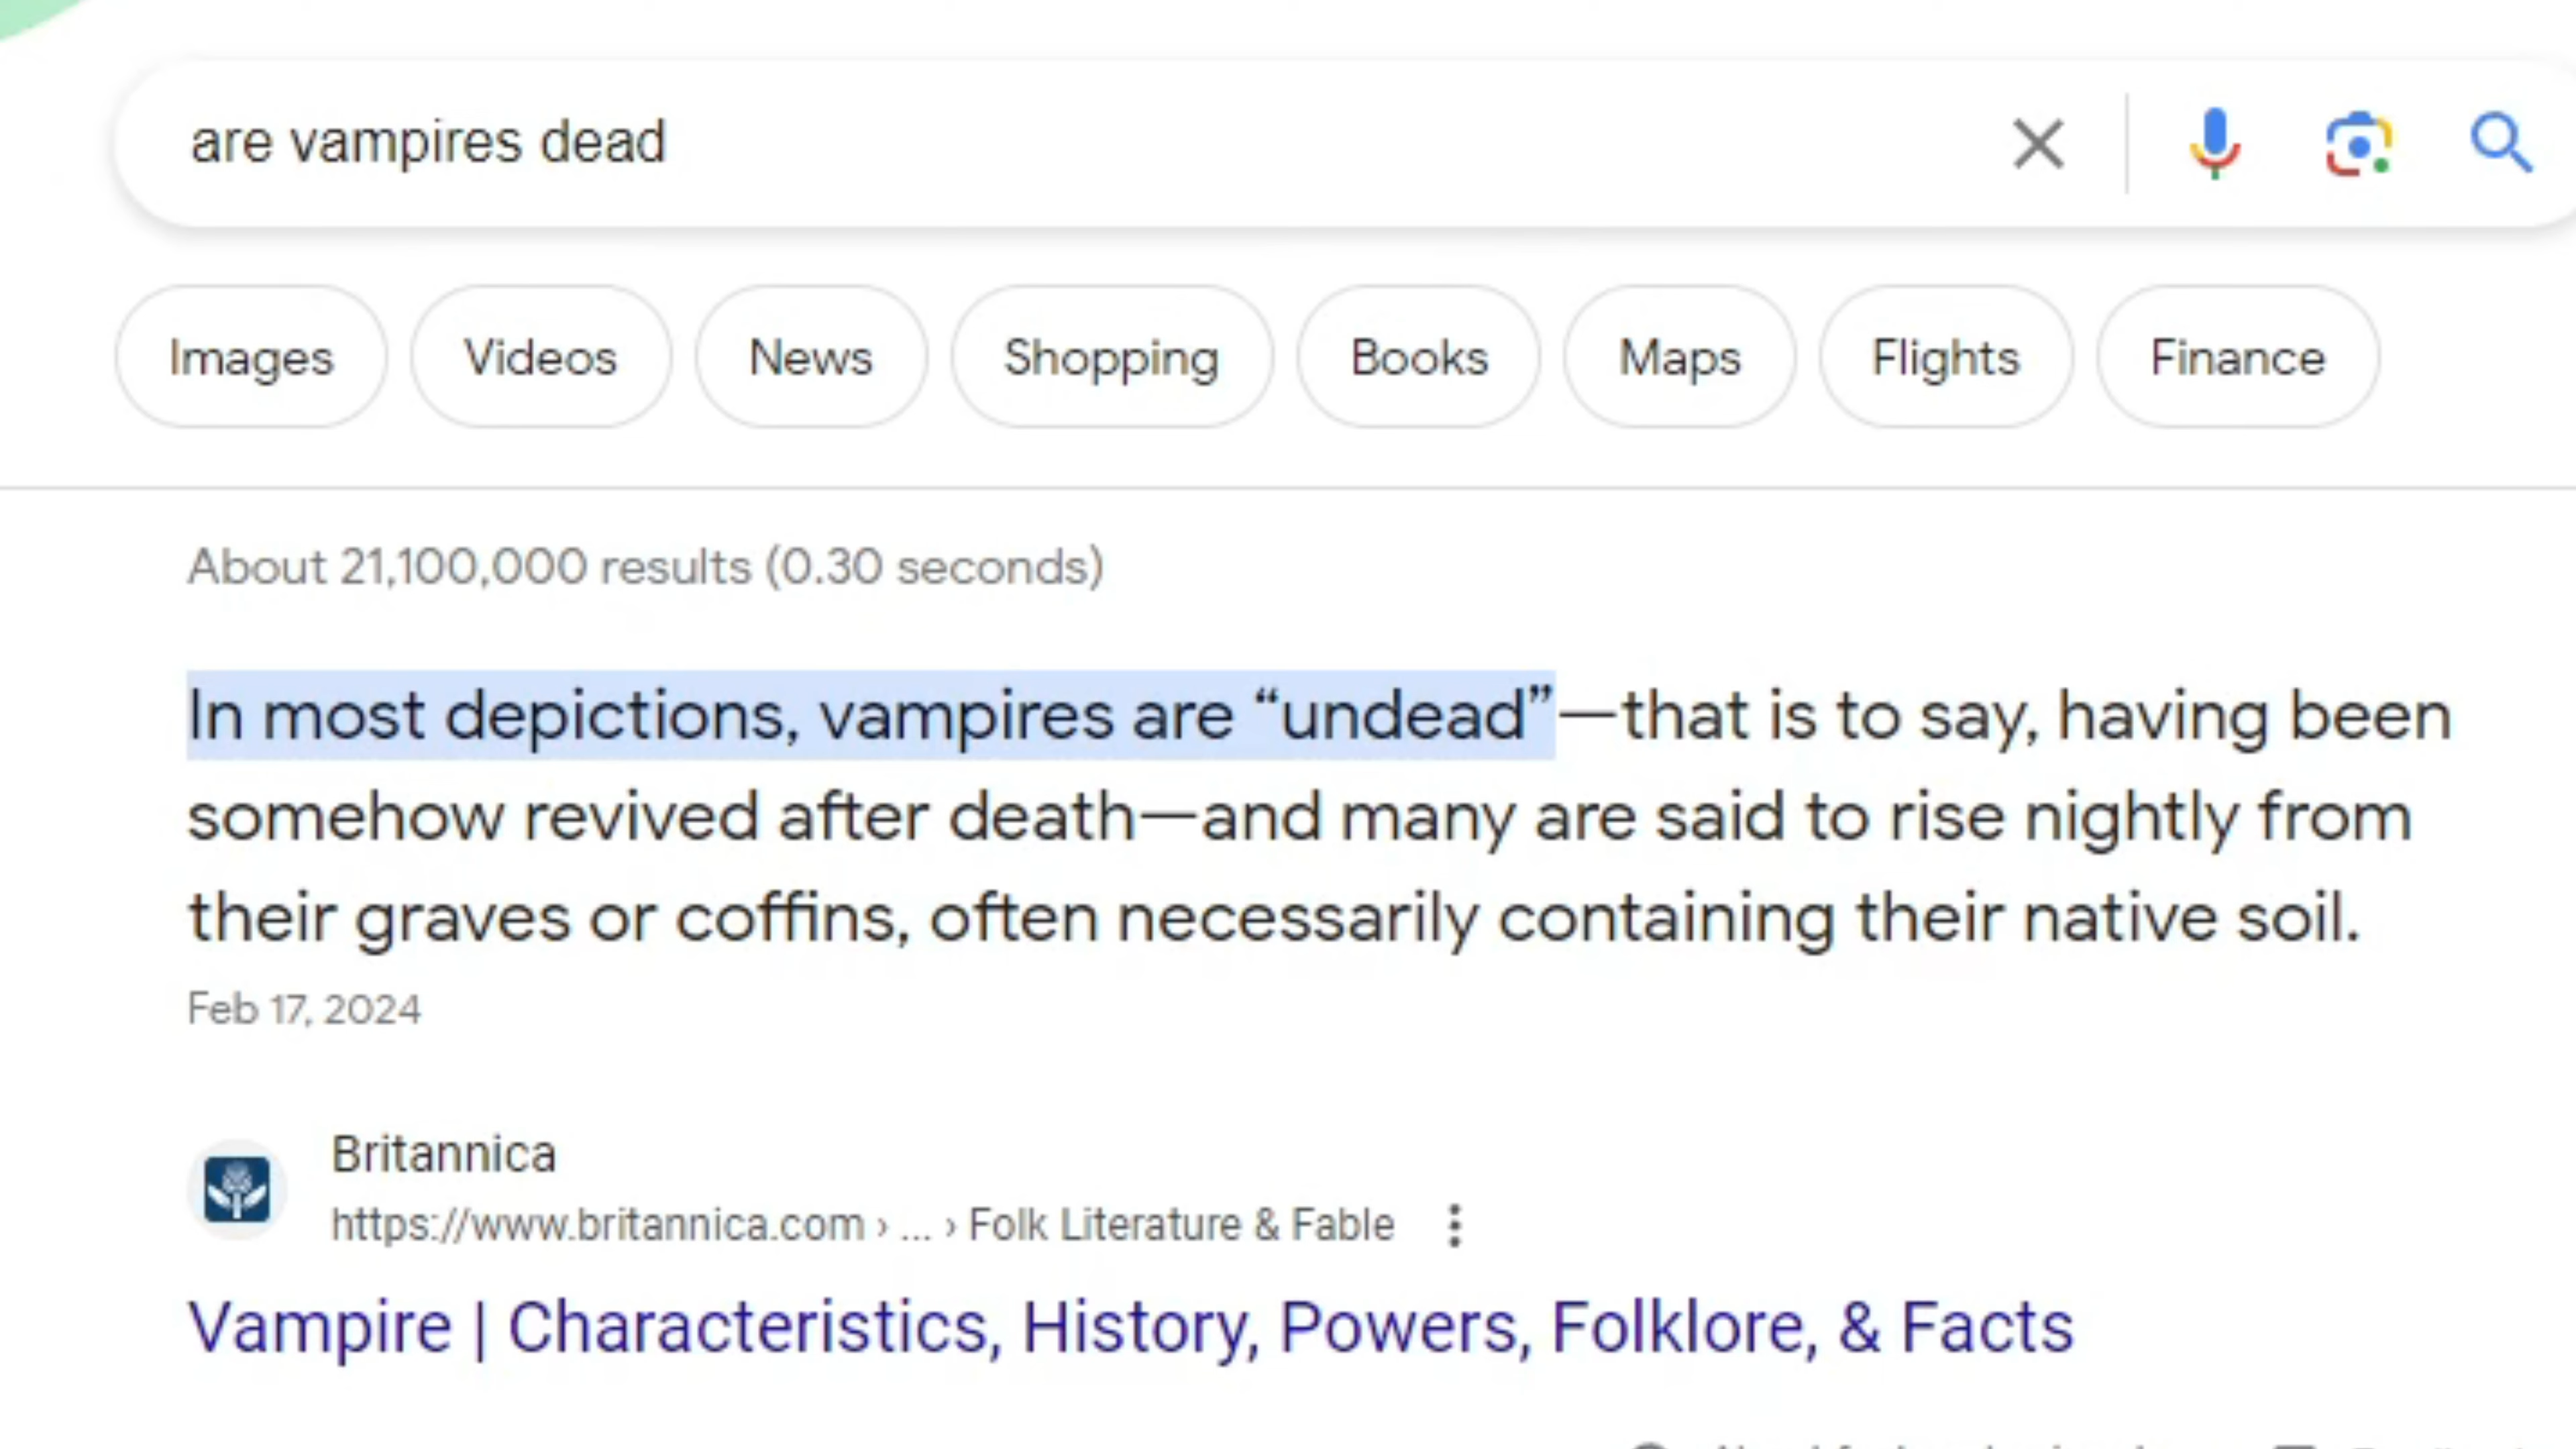 are vampires dead
Images Videos News Shopping Books Maps Flights Finance
About 21,100,000 results (0.30 seconds)
In most depictions, vampires are “undead”—that is to say, having been
somehow revived after death—and many are said to rise nightly from
their graves or coffins, often necessarily containing their native soil.
Feb 17, 2024
Britannica
https://www.britannica.com › ... › Folk Literature & Fable
Vampire | Characteristics, History, Powers, Folklore, & Facts